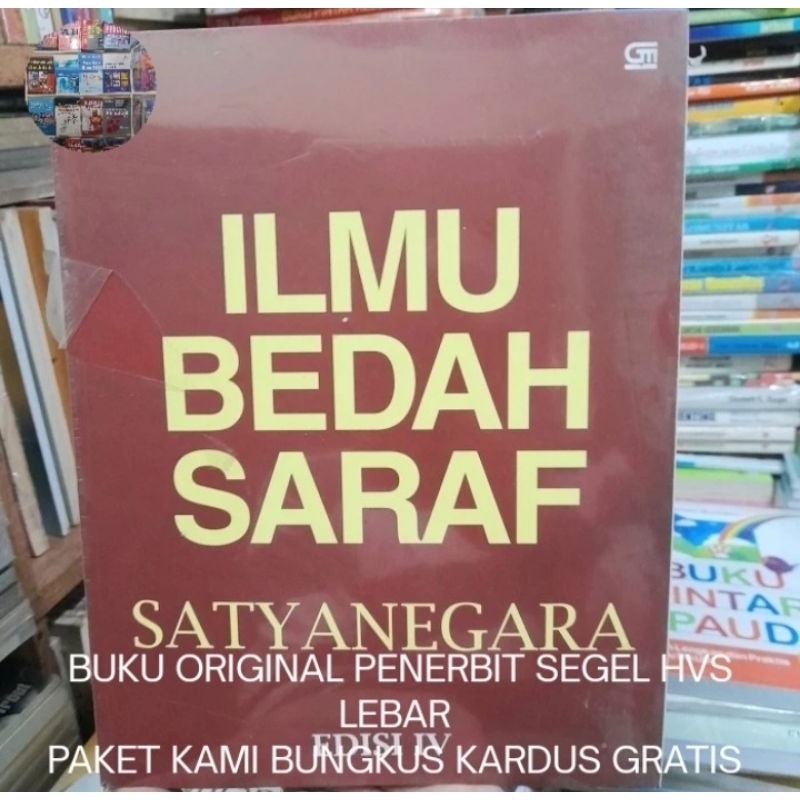 GM
ILMU
BEDAH
SARAF
SATYANEGARA
BUKU ORIGINAL PENERBIT SEGEL HVS
LEBAR
EDISI IV
PAKET KAMI BUNGKUS KARDUS GRATIS
BUKU
PINTAR
PAUD